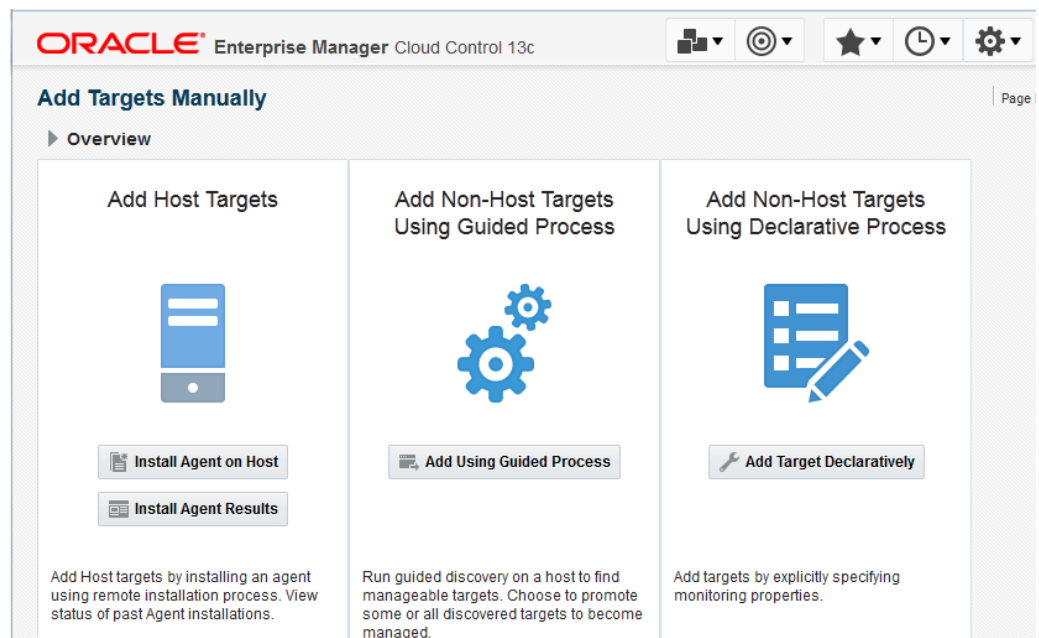 ORACLE Enterprise Manager Cloud Control 13c
Add Targets Manually
Page
Overview
Add Host Targets
Install Agent on Host
Install Agent Results
Add Host targets by installing an agent
using remote installation process. View
status of past Agent installations.
Add Non-Host Targets
Using Guided Process
Add Using Guided Process
Run guided discovery on a host to find
manageable targets. Choose to promote
some or all discovered targets to become
managed.
Add Non-Host Targets
Using Declarative Process
Add Target Declaratively
Add targets by explicitly specifying
monitoring properties.